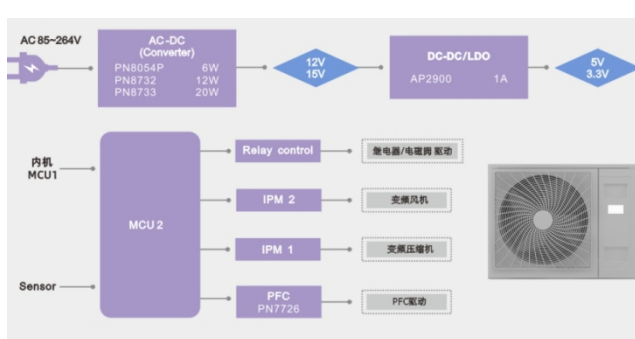 AC 85~264V
AC-DC
(Converter)
PN8054P 6W
PN8732 12W
PN8733 20W
12V
15V
DC-DC/LDO
AP2900 1A
5V
3.3V
内机
MCU1
Sensor
MCU 2
Relay control
继电器/电磁阀 驱动
IPM 2
变频风机
IPM 1
变频压缩机
PFC
PN7726
PFC驱动